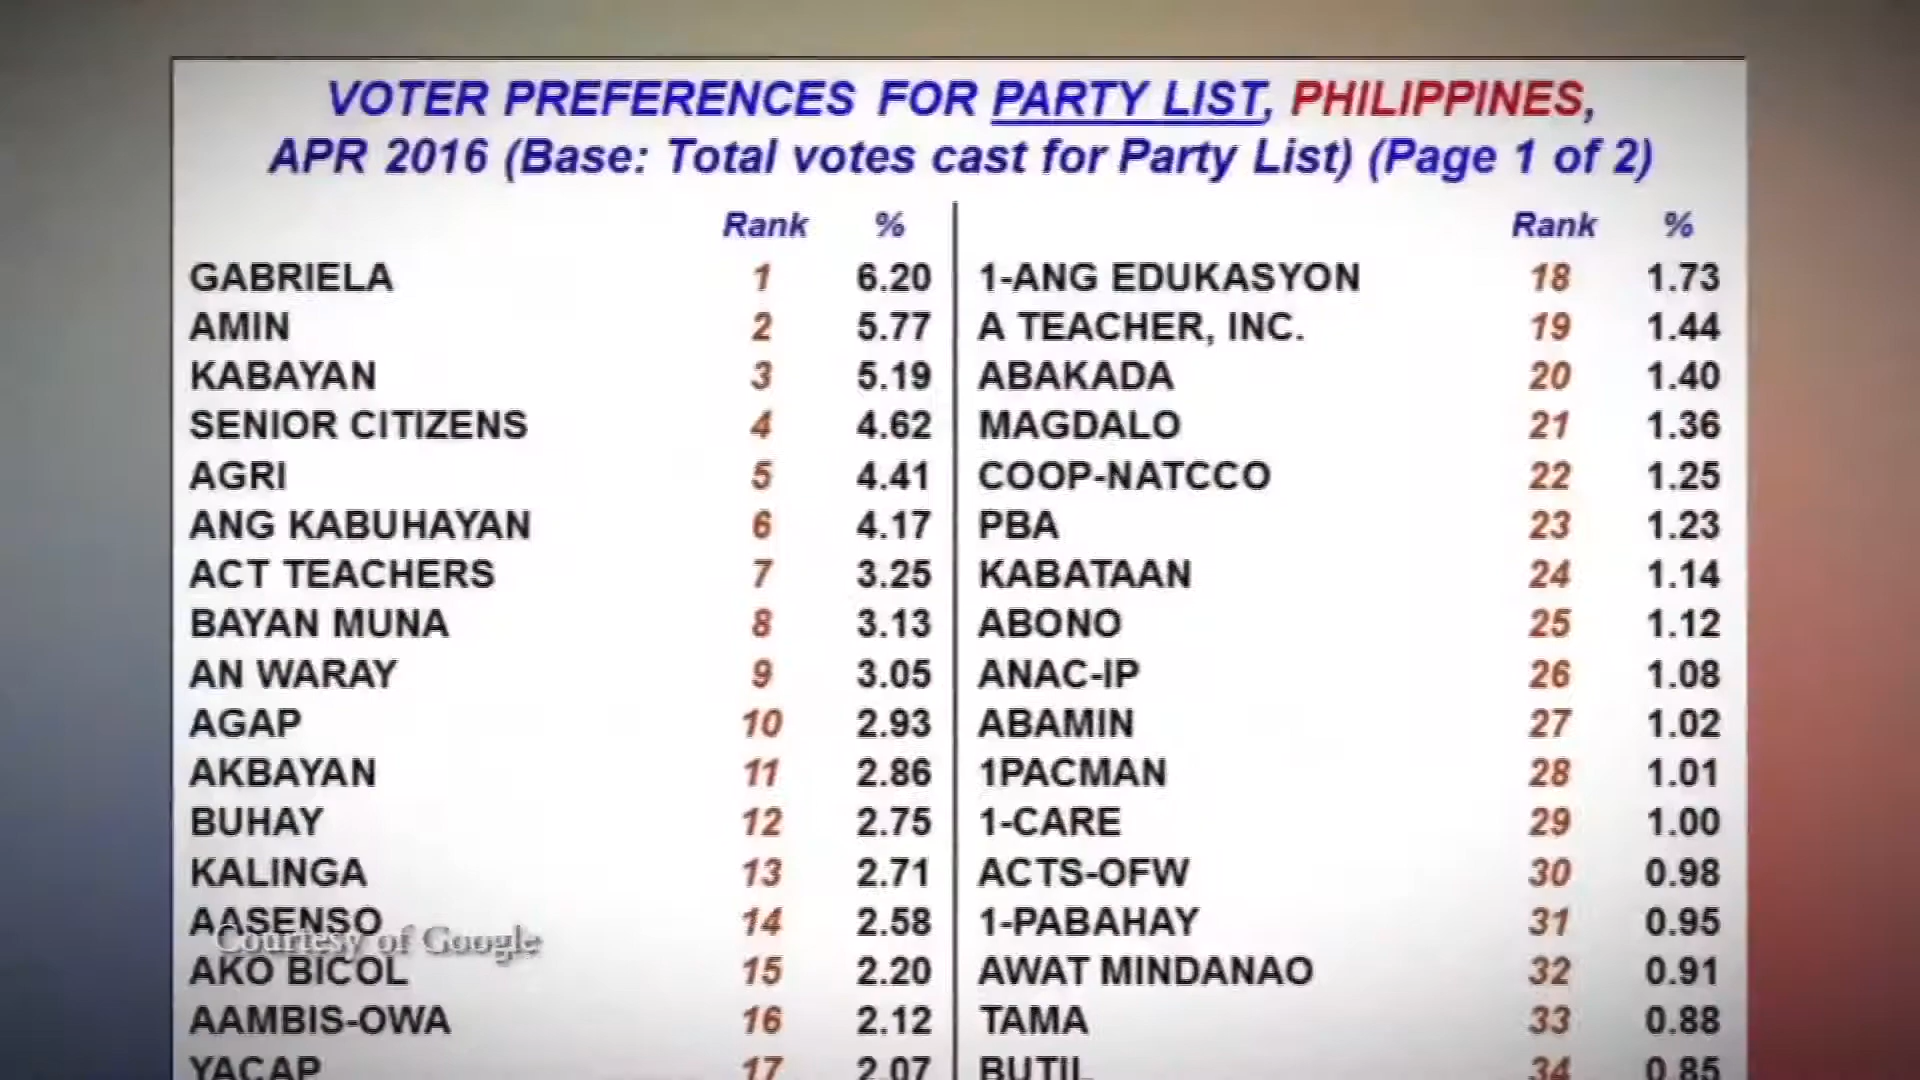 VOTER PREFERENCES FOR PARTY LIST, PHILIPPINES,
APR 2016 (Base: Total votes cast for Party List) (Page 1 of 2)
Rank %
GABRIELA 1 6.20
AMIN 2 5.77
KABAYAN 3 5.19
SENIOR CITIZENS 4 4.62
AGRI 5 4.41
ANG KABUHAYAN 6 4.17
ACT TEACHERS 7 3.25
BAYAN MUNA 8 3.13
AN WARAY 9 3.05
AGAP 10 2.93
AKBAYAN 11 2.86
BUHAY 12 2.75
KALINGA 13 2.71
AASENSO 14 2.58
Courtesy of Google
AKO BICOL 15 2.20
AAMBIS-OWA 16 2.12
YACAP 17 2.07
Rank %
1-ANG EDUKASYON 18 1.73
A TEACHER, INC. 19 1.44
ABAKADA 20 1.40
MAGDALO 21 1.36
COOP-NATCCO 22 1.25
PBA 23 1.23
KABATAAN 24 1.14
ABONO 25 1.12
ANAC-IP 26 1.08
ABAMIN 27 1.02
1PACMAN 28 1.01
1-CARE 29 1.00
ACTS-OFW 30 0.98
1-PABAHAY 31 0.95
AWAT MINDANAO 32 0.91
TAMA 33 0.88
BUTIL 34 0.85